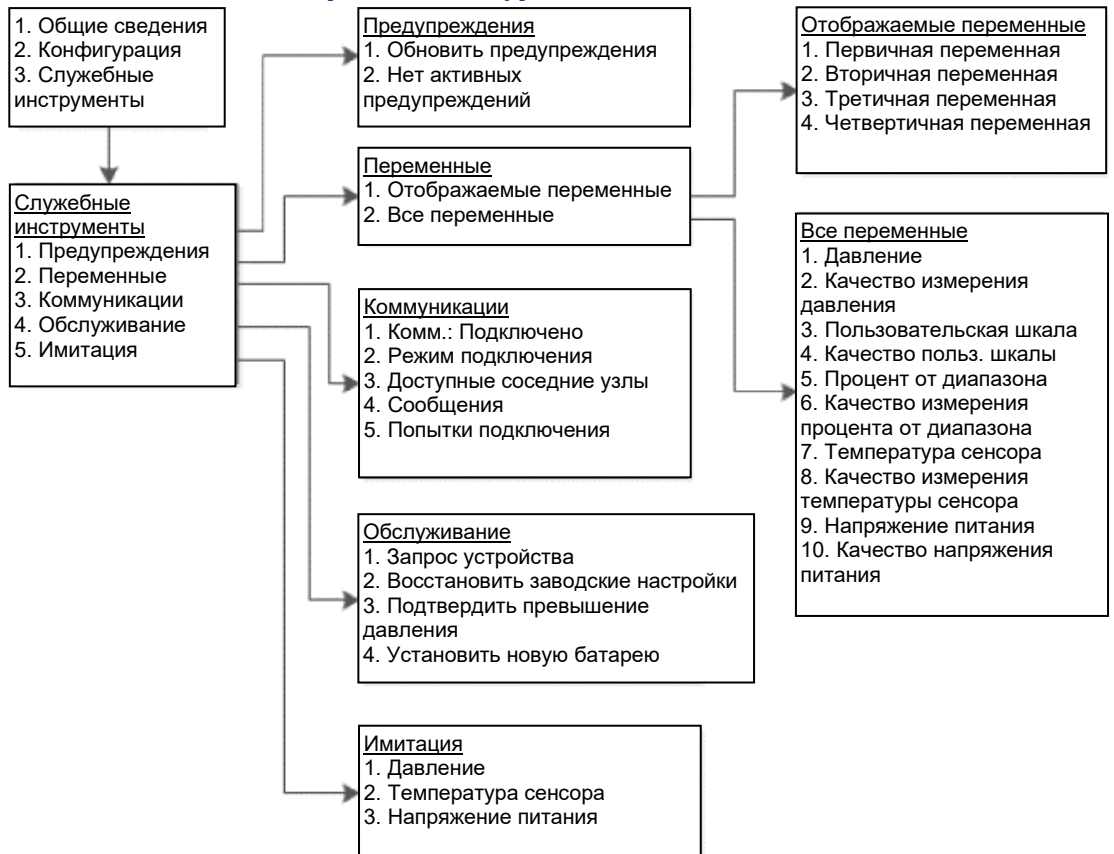 1. Общие сведения
2. Конфигурация
3. Служебные
инструменты
Служебные
инструменты
1. Предупреждения
2. Переменные
3. Коммуникации
4. Обслуживание
5. Имитация
Предупреждения
1. Обновить предупреждения
2. Нет активных
предупреждений
Переменные
1. Отображаемые переменные
2. Все переменные
Коммуникации
1. Комм.: Подключено
2. Режим подключения
3. Доступные соседние узлы
4. Сообщения
5. Попытки подключения
Обслуживание
1. Запрос устройства
2. Восстановить заводские настройки
3. Подтвердить превышение
давления
4. Установить новую батарею
Имитация
1. Давление
2. Температура сенсора
3. Напряжение питания
Отображаемые переменные
1. Первичная переменная
2. Вторичная переменная
3. Третичная переменная
4. Четвертичная переменная
Все переменные
1. Давление
2. Качество измерения
давления
3. Пользовательская шкала
4. Качество польз. шкалы
5. Процент от диапазона
6. Качество измерения
процента от диапазона
7. Температура сенсора
8. Качество измерения
температуры сенсора
9. Напряжение питания
10. Качество напряжения
питания